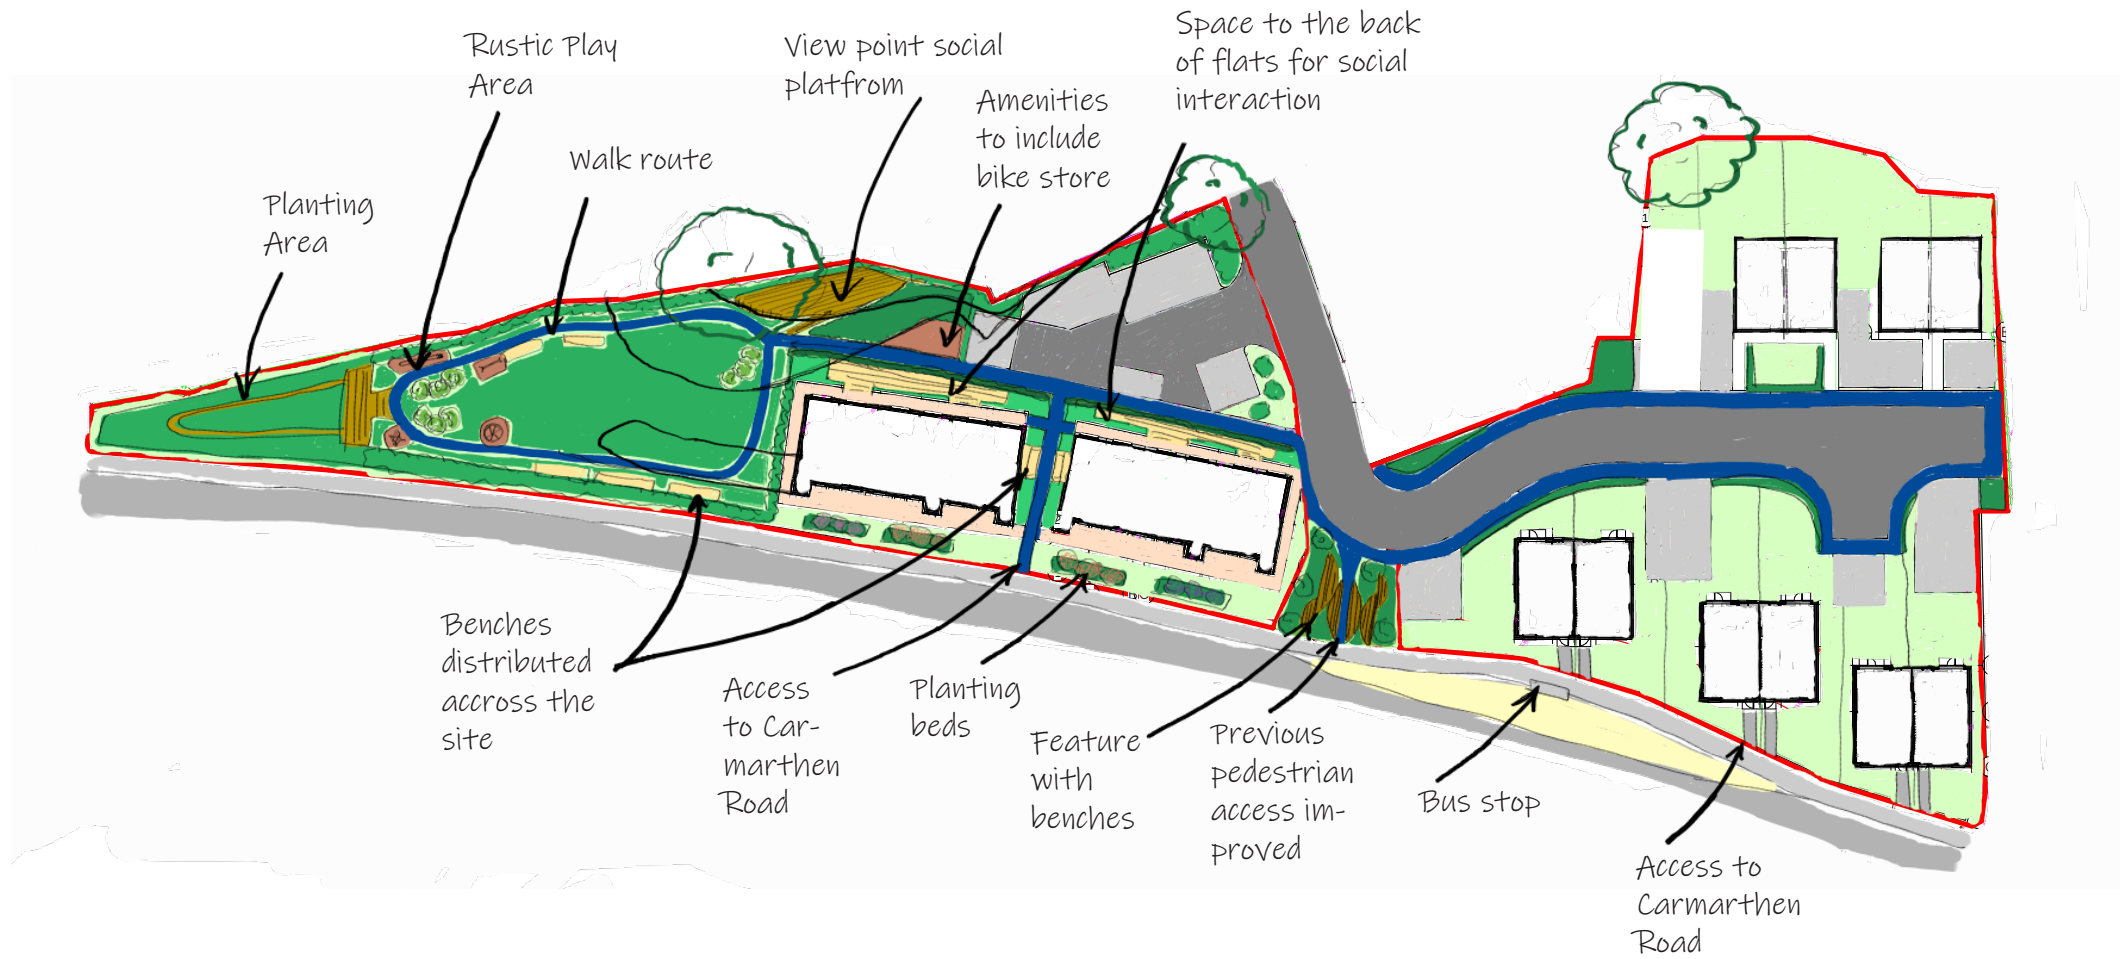 Rustic Play
Area
View point social
platfrom
Space to the back
of flats for social
interaction
Amenities
to include
bike store
Walk route
Planting
Area
1
Benches
distributed
accross the
site
Access
to Car-
marthen
Road
Planting
beds
Feature
with
benches
Previous
pedestrian
access im-
proved
Bus stop
Access to
Carmarthen
Road